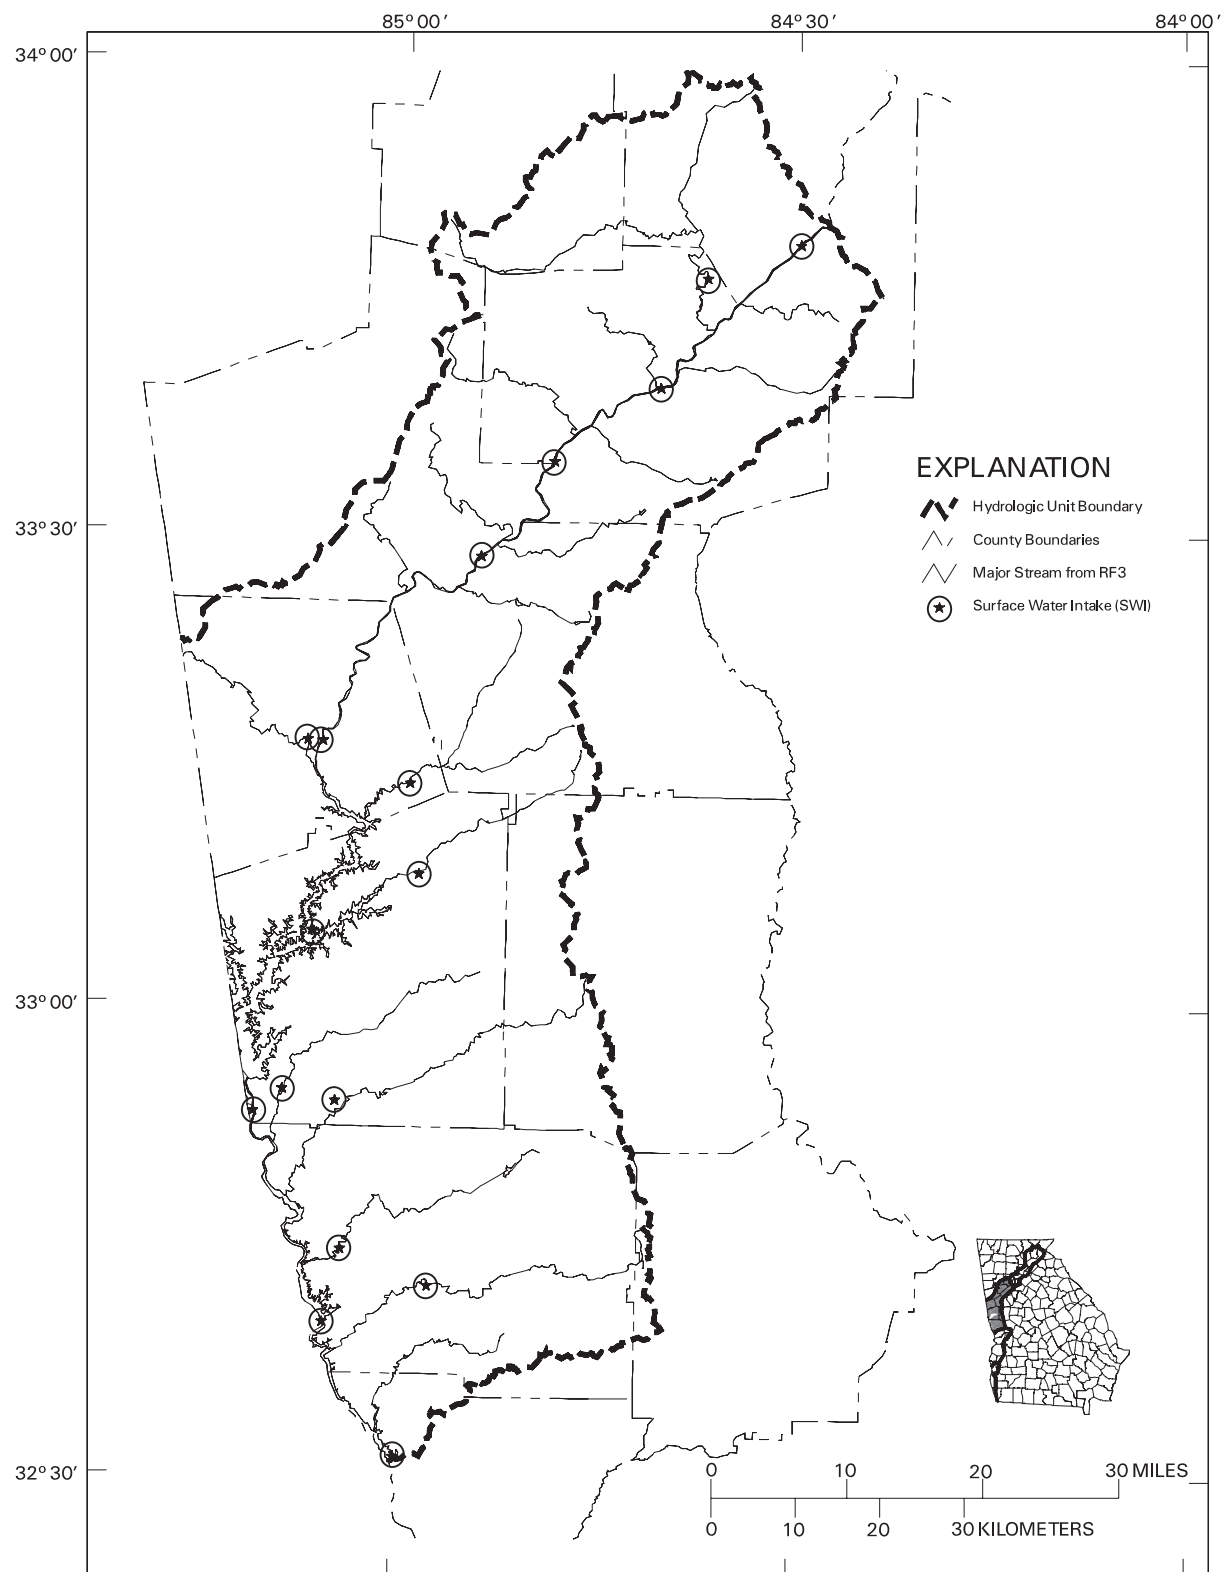 85° 00′ 84° 30′ 84° 00′
34° 00′
EXPLANATION
Hydrologic Unit Boundary
33° 30′
County Boundaries
Major Stream from RF3
Surface Water Intake (SWI)
33° 00′
32° 30′
0 10 20 30 MILES
0 10 20 30 KILOMETERS